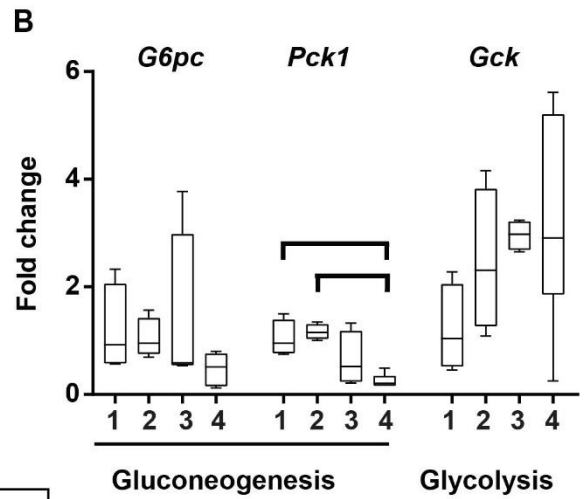 B
G6pc Pck1 Gck
6
4
2
0
Fold change
1 2 3 4 1 2 3 4 1 2 3 4
Gluconeogenesis Glycolysis